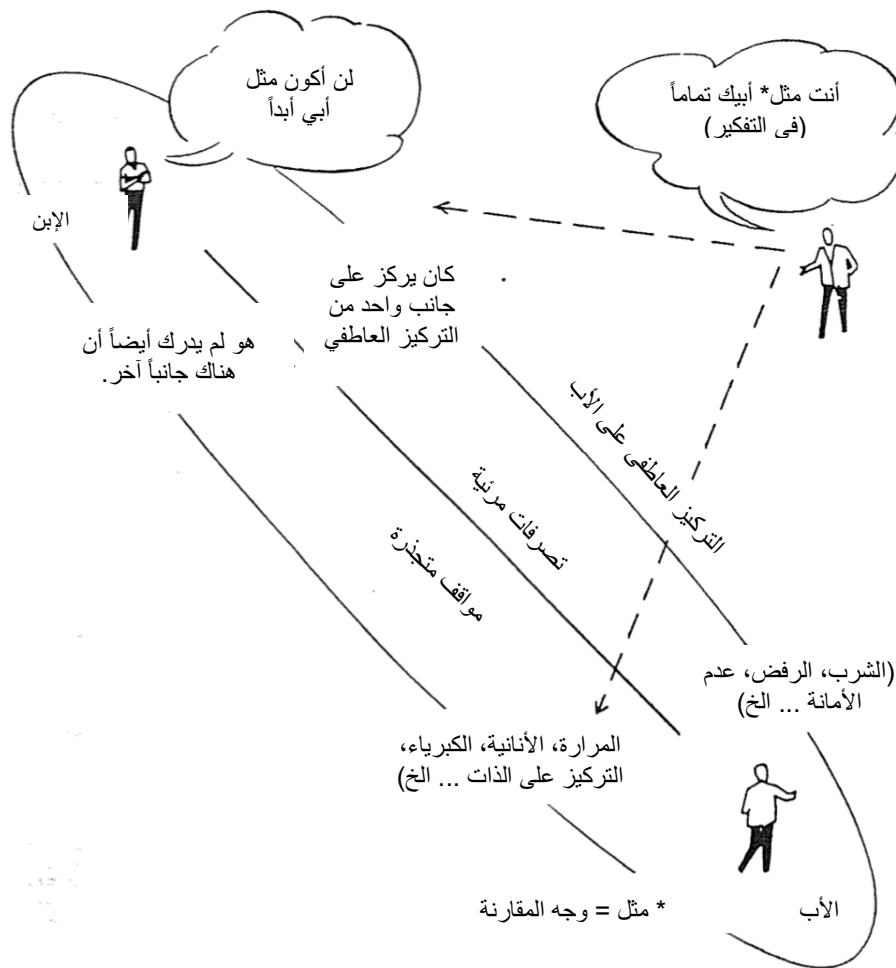 لن أكون مثل
أبي أبداً
أنت مثل* أبيك تماماً
(في التفكير)
الإبن
كان يركز على
جانب واحد من
التركيز العاطفي
هو لم يدرك أيضاً أن
هناك جانباً آخر.
التركيز العاطفى على الأب
تصرفات مرئية
مواقف متجذرة
(الشرب، الرفض، عدم
الأمانة ... الخ)
المرارة، الأنانية، الكبرياء،
التركيز على الذات ... الخ)
الأب
* مثل = وجه المقارنة